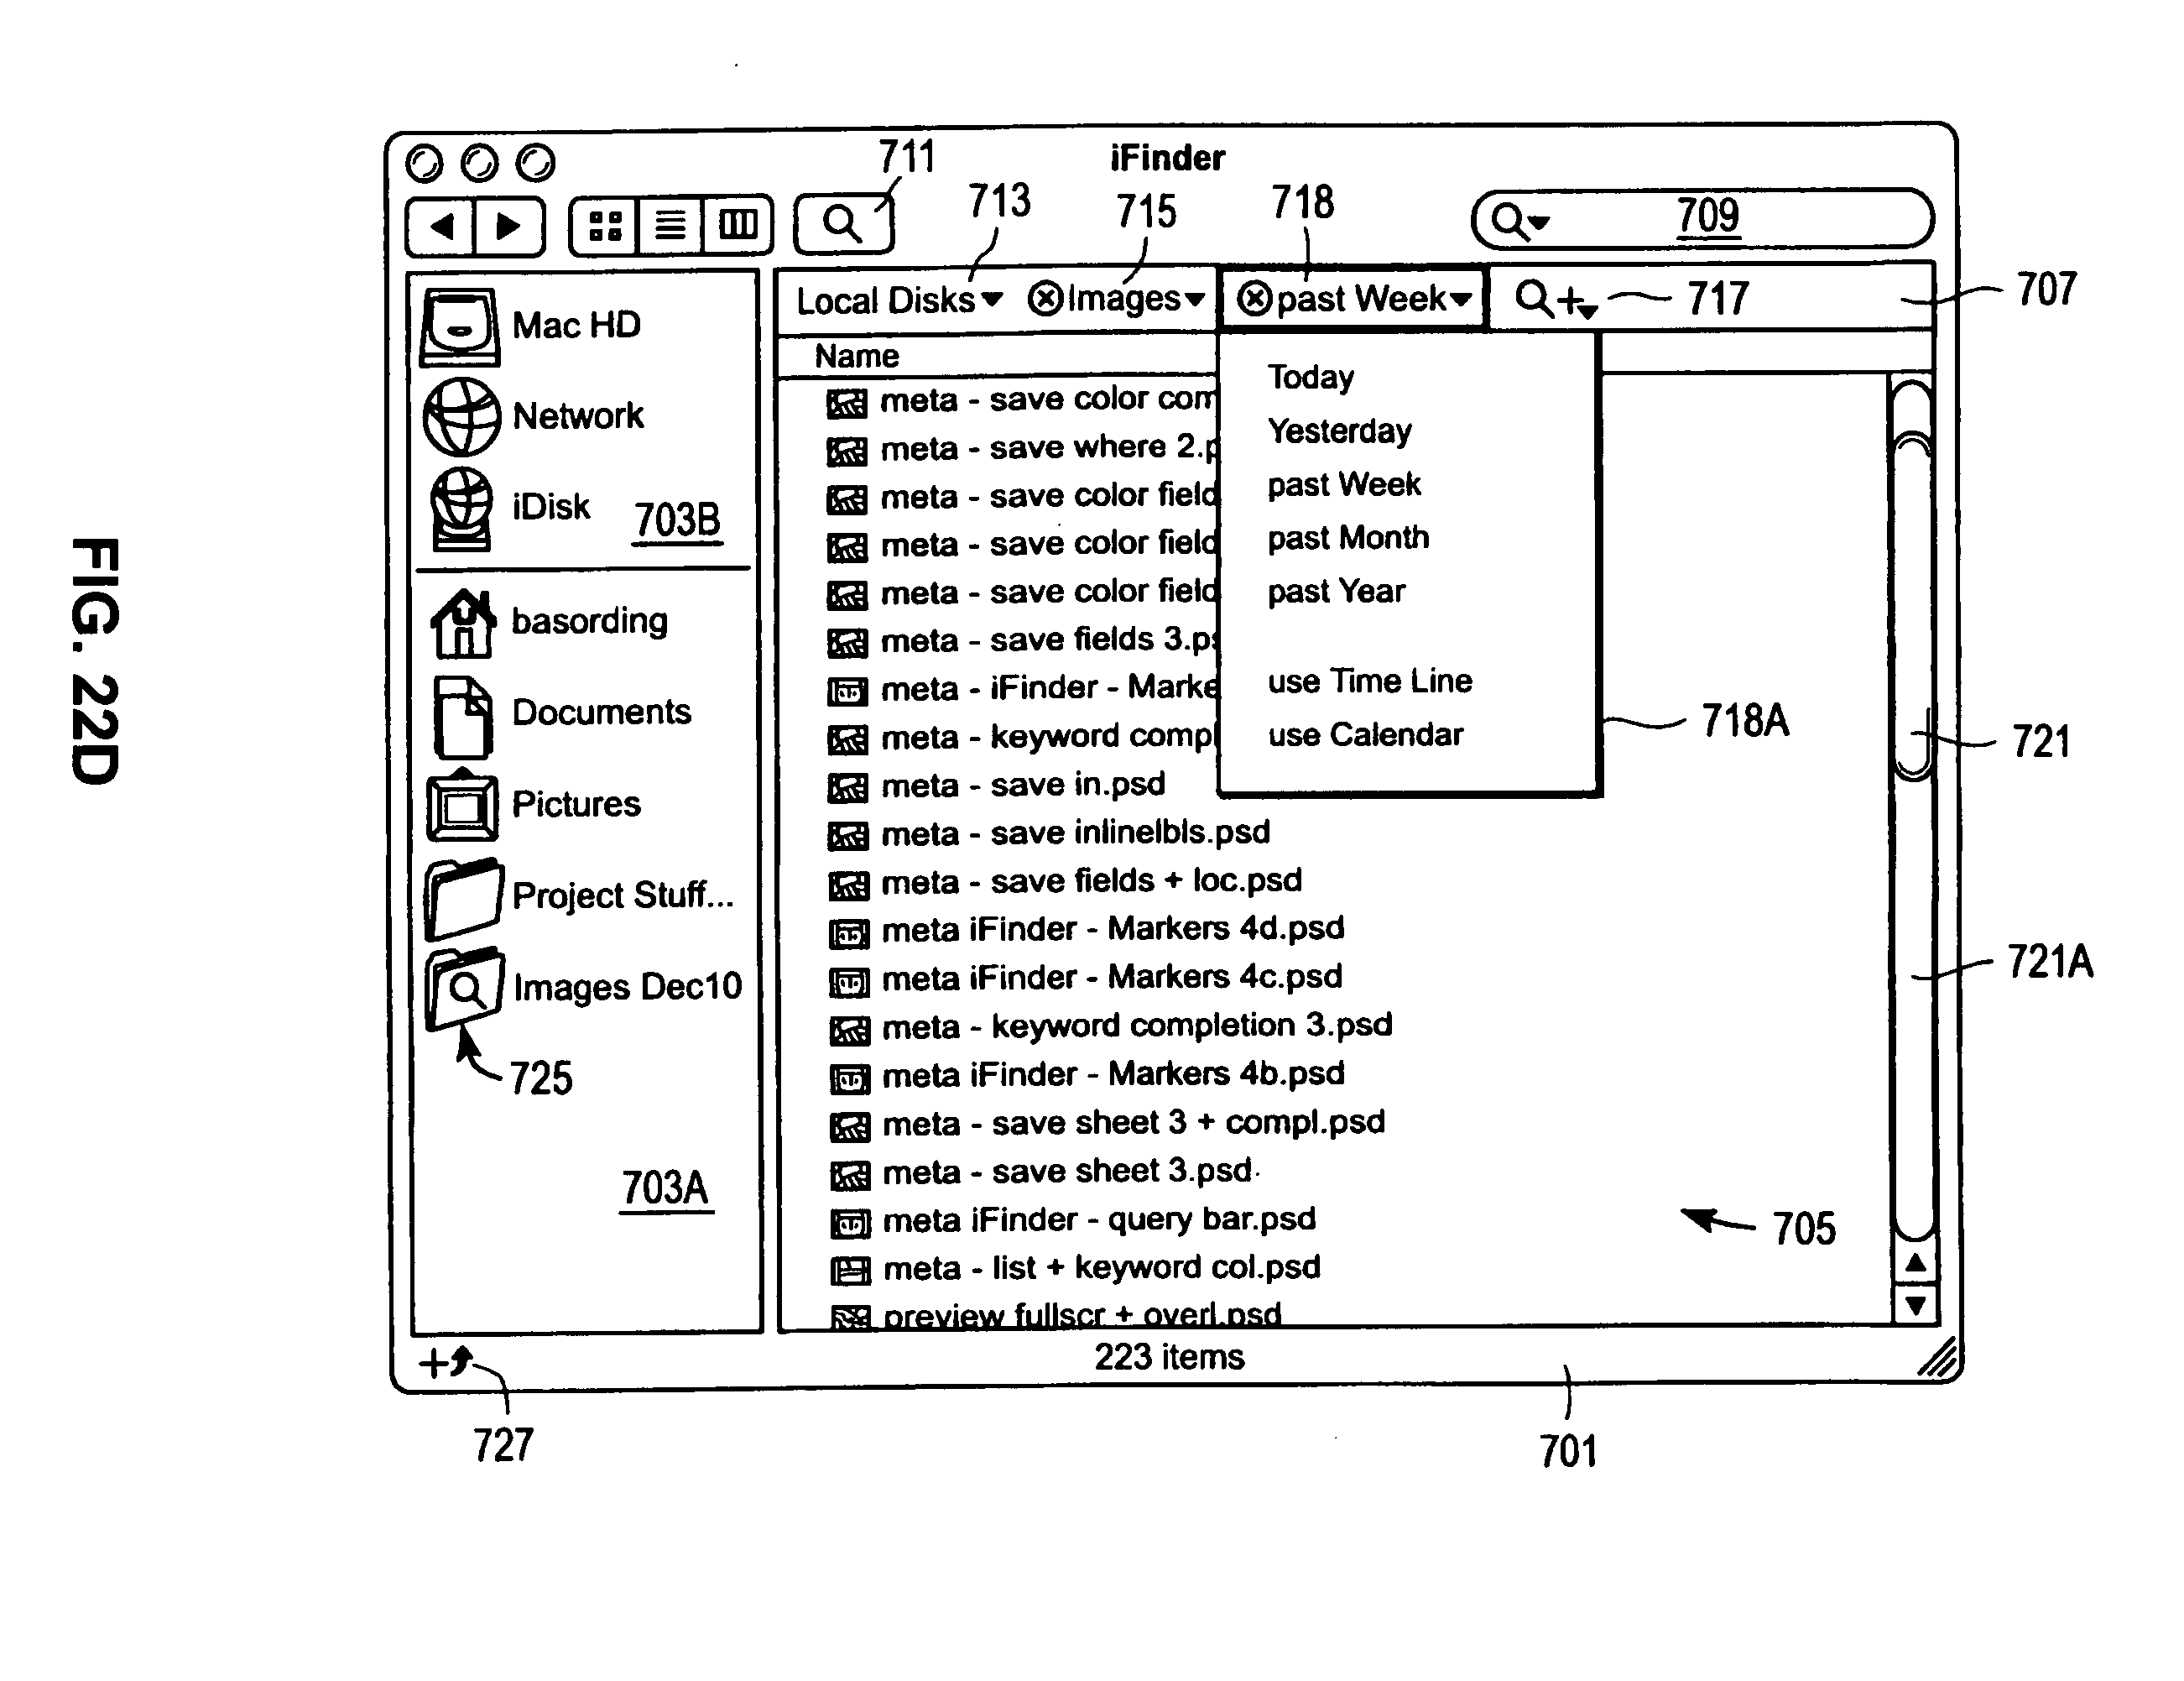 FIG. 22D
iFinder
711
713
715
718
709
Local Disks
Images
past Week
717
707
Mac HD
Network
iDisk
703B
basording
Documents
Pictures
Project Stuff...
Images Dec10
725
703A
Name
meta - save color com
meta - save where 2.p
meta - save color field
meta - save color field
meta - save color field
meta - save fields 3.ps
meta - iFinder - Marke
meta - keyword compl
meta - save in.psd
meta - save inlinelbls.psd
meta - save fields + loc.psd
meta iFinder - Markers 4d.psd
meta iFinder - Markers 4c.psd
meta - keyword completion 3.psd
meta iFinder - Markers 4b.psd
meta - save sheet 3 + compl.psd
meta - save sheet 3.psd
meta iFinder - query bar.psd
meta - list + keyword col.psd
preview fullscr + overl.psd
Today
Yesterday
past Week
past Month
past Year
use Time Line
use Calendar
718A
721
721A
705
223 items
727
701